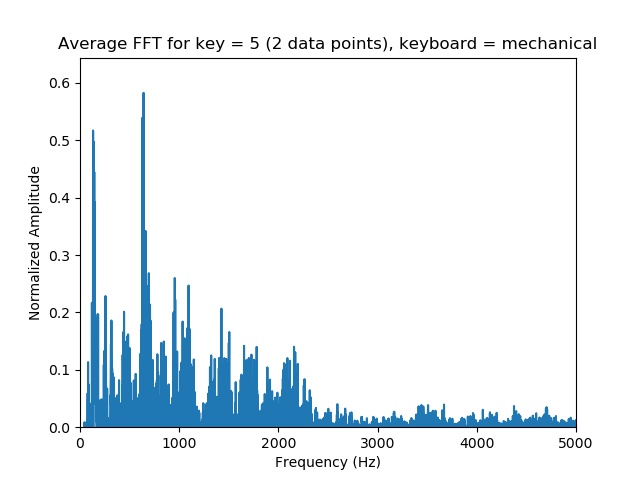 Average FFT for key = 5 (2 data points), keyboard = mechanical
0.6
0.5
0.4
0.3
0.2
0.1
0.0
Normalized Amplitude
0 1000 2000 3000 4000 5000
Frequency (Hz)